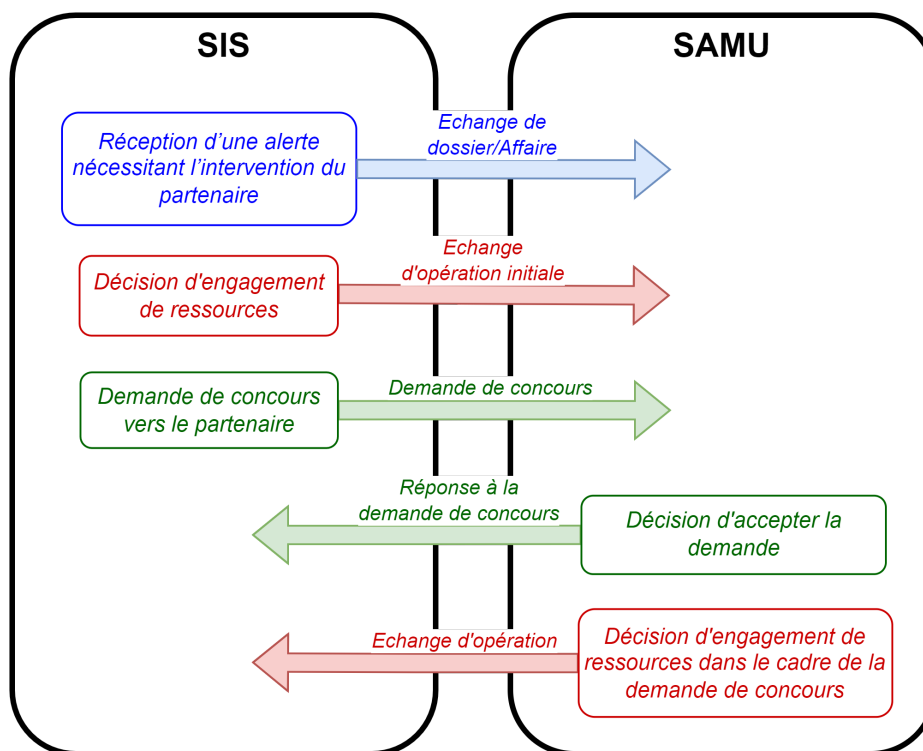 SIS
SAMU
Réception d’une alerte
nécessitant l’intervention du
partenaire
Echange de
dossier/Affaire
Décision d'engagement
de ressources
Echange
d'opération initiale
Demande de concours
vers le partenaire
Demande de concours
Réponse à la
demande de concours
Décision d'accepter la
demande
Echange d'opération
Décision d'engagement de
ressources dans le cadre de la
demande de concours